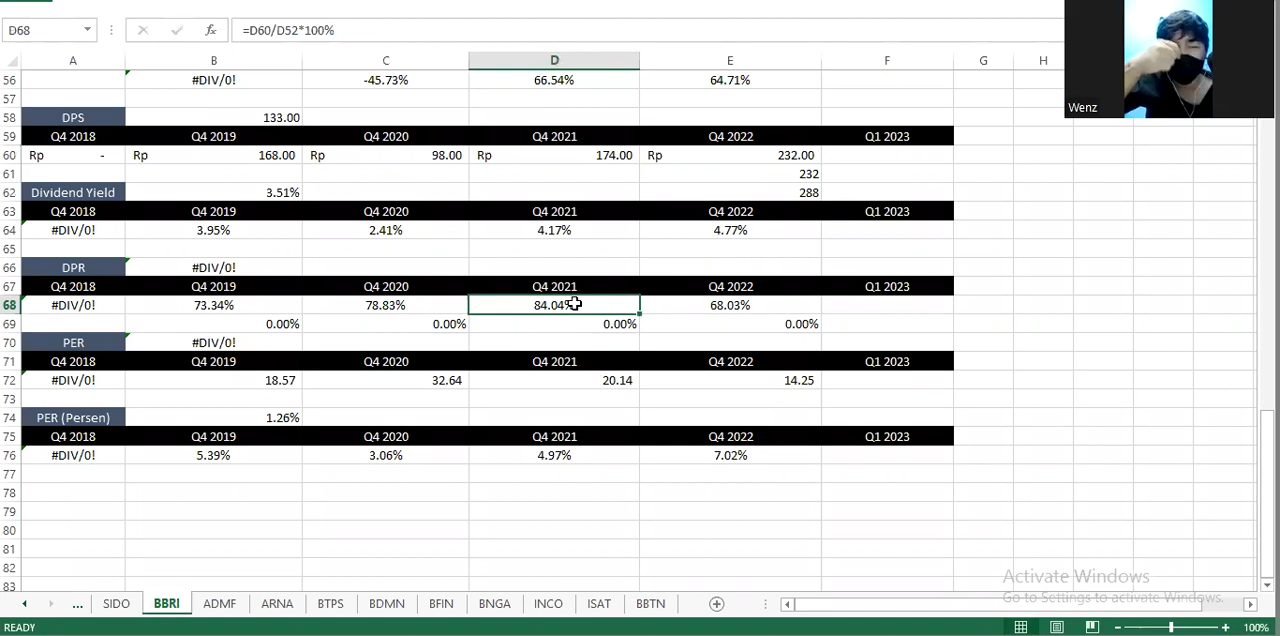 D68 fx =D60/D52*100%
Wenz
A B C D E F G H
56 #DIV/0! -45.73% 66.54% 64.71%
57
58 DPS 133.00
59 Q4 2018 Q4 2019 Q4 2020 Q4 2021 Q4 2022 Q1 2023
60 Rp - Rp 168.00 Rp 98.00 Rp 174.00 Rp 232.00
61 232
62 Dividend Yield 3.51% 288
63 Q4 2018 Q4 2019 Q4 2020 Q4 2021 Q4 2022 Q1 2023
64 #DIV/0! 3.95% 2.41% 4.17% 4.77%
65
66 DPR #DIV/0!
67 Q4 2018 Q4 2019 Q4 2020 Q4 2021 Q4 2022 Q1 2023
68 #DIV/0! 73.34% 78.83% 84.04% 68.03%
69 0.00% 0.00% 0.00% 0.00%
70 PER #DIV/0!
71 Q4 2018 Q4 2019 Q4 2020 Q4 2021 Q4 2022 Q1 2023
72 #DIV/0! 18.57 32.64 20.14 14.25
73
74 PER (Persen) 1.26%
75 Q4 2018 Q4 2019 Q4 2020 Q4 2021 Q4 2022 Q1 2023
76 #DIV/0! 5.39% 3.06% 4.97% 7.02%
77
78
79
80
81
82
83
Activate Windows
Go to Settings to activate Windows.
... SIDO BBRI ADMF ARNA BNGA INCO ISAT BBTN
READY 100%